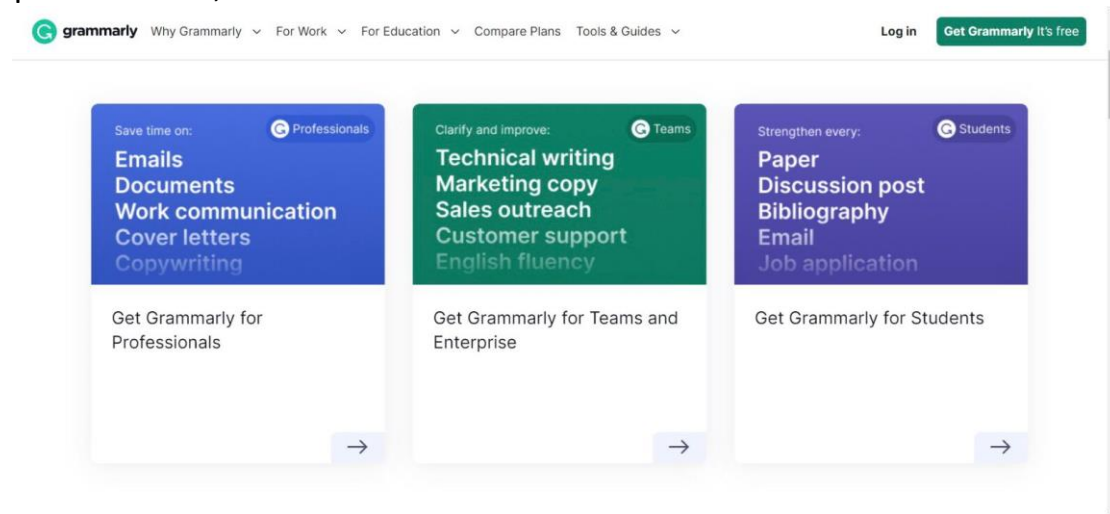 grammarly Why Grammarly For Work For Education Compare Plans Tools & Guides Log in Get Grammarly It's free
Save time on: Professionals
Emails
Documents
Work communication
Cover letters
Copywriting
Get Grammarly for
Professionals
Clarify and improve: Teams
Technical writing
Marketing copy
Sales outreach
Customer support
English fluency
Get Grammarly for Teams and
Enterprise
Strengthen every: Students
Paper
Discussion post
Bibliography
Email
Job application
Get Grammarly for Students